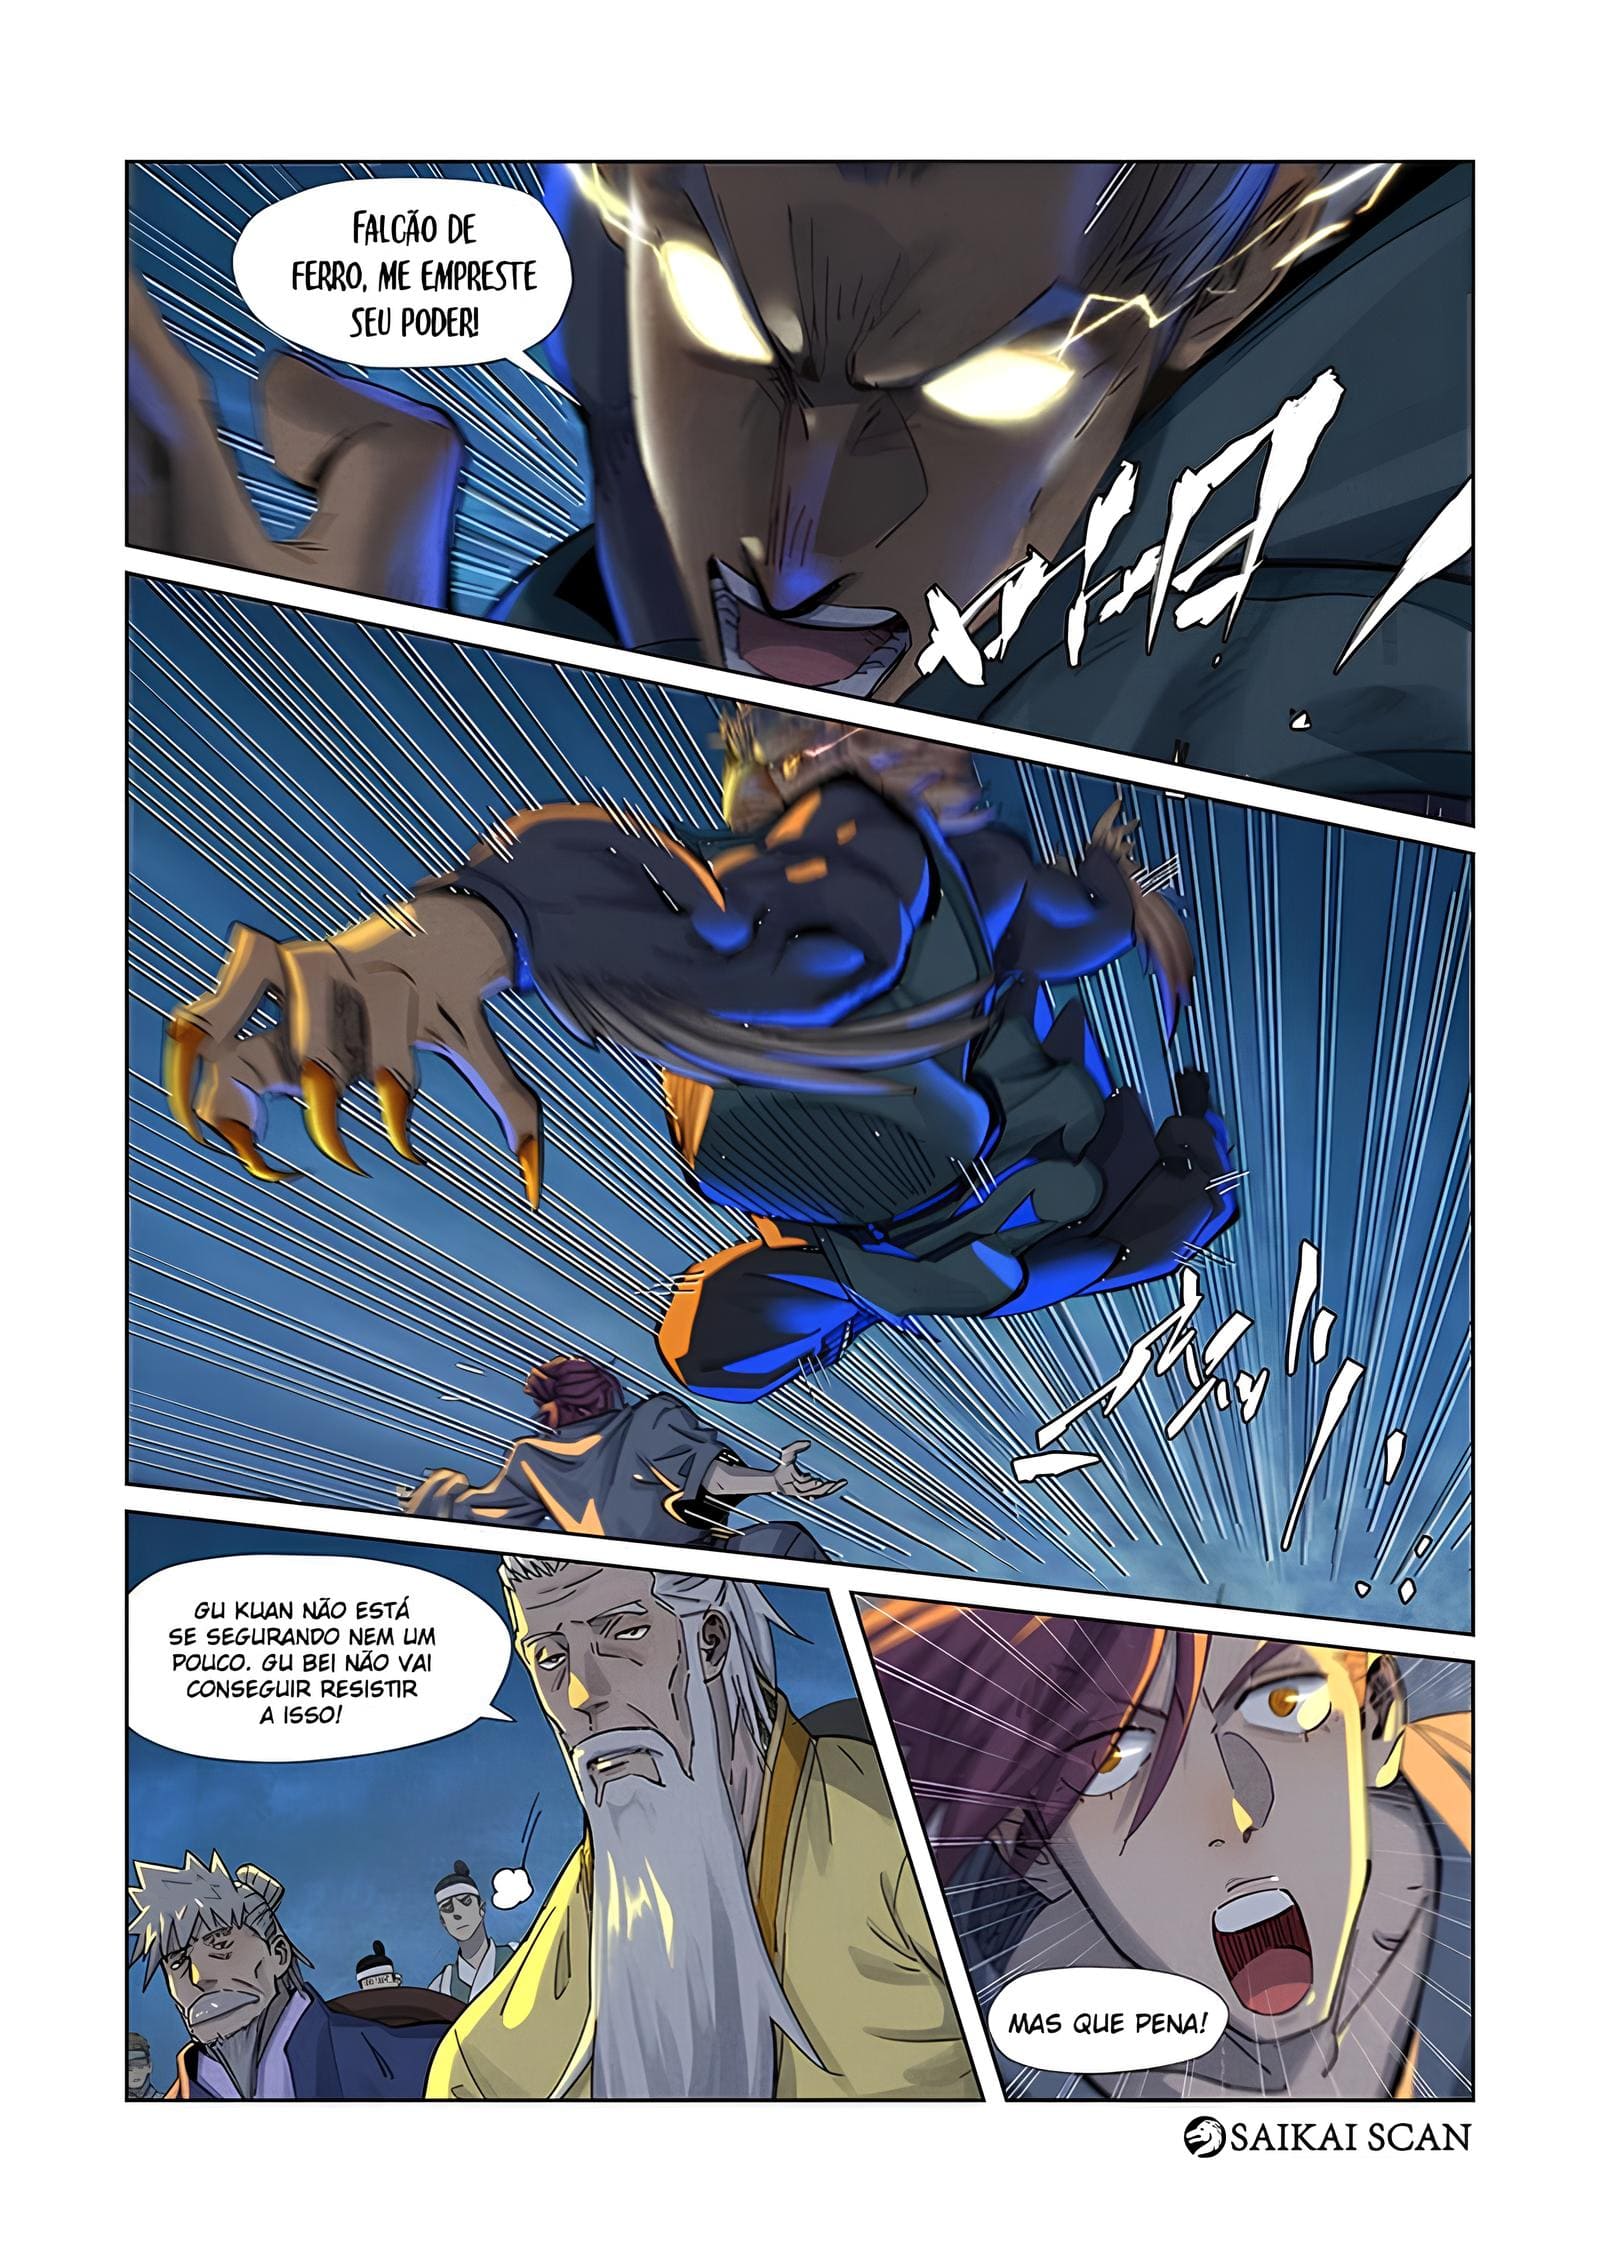 FALCÃO DE
FERRO, ME EMPRESTE
SEU PODER!
GU KUAN NÃO ESTÁ
SE SEGURANDO NEM UM
POUCO. GU BEI NÃO VAI
CONSEGUIR RESISTIR
A ISSO!
MAS QUE PENA!
SAIKAI SCAN